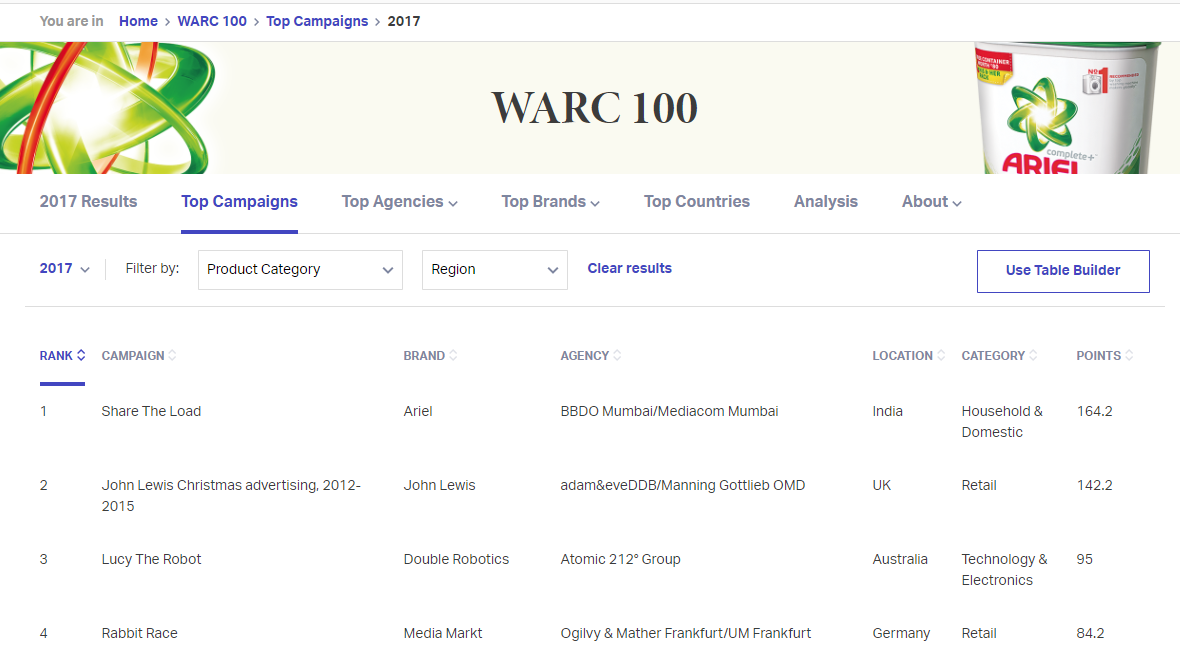 You are in Home > WARC 100 > Top Campaigns > 2017
WARC 100
Nº1
complete+
ARIEL
2017 Results Top Campaigns Top Agencies Top Brands Top Countries Analysis About
2017 Filter by: Product Category Region Clear results Use Table Builder
RANK CAMPAIGN BRAND AGENCY LOCATION CATEGORY POINTS
1 Share The Load Ariel BBDO Mumbai/Mediacom Mumbai India Household & 164.2
Domestic
2 John Lewis Christmas advertising, 2012- John Lewis adam&eveDDB/Manning Gottlieb OMD UK Retail 142.2
2015
3 Lucy The Robot Double Robotics Atomic 212° Group Australia Technology & 95
Electronics
4 Rabbit Race Media Markt Ogilvy & Mather Frankfurt/UM Frankfurt Germany Retail 84.2